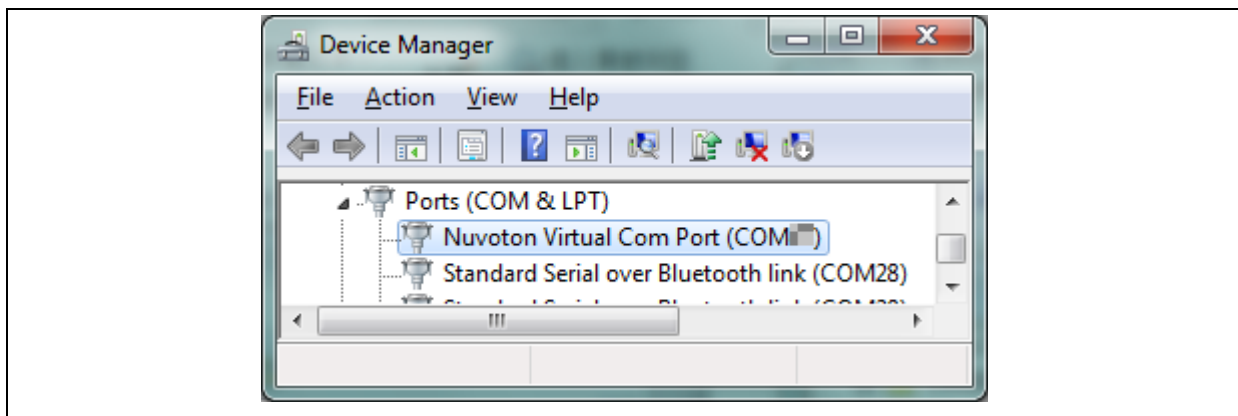 Device Manager
File Action View Help
Ports (COM & LPT)
Nuvoton Virtual Com Port (COM )
Standard Serial over Bluetooth link (COM28)